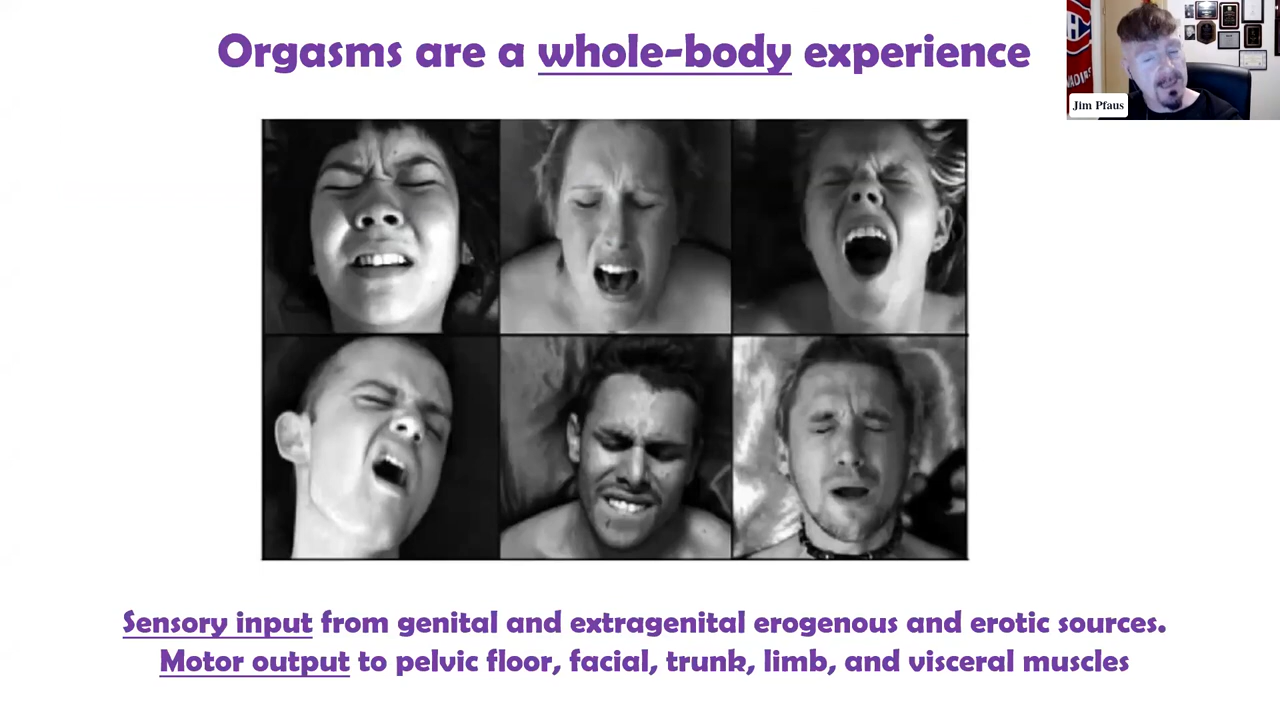 Orgasms are a whole-body experience
NADIENS
Jim Pfaus
Sensory input from genital and extragenital erogenous and erotic sources.
Motor output to pelvic floor, facial, trunk, limb, and visceral muscles